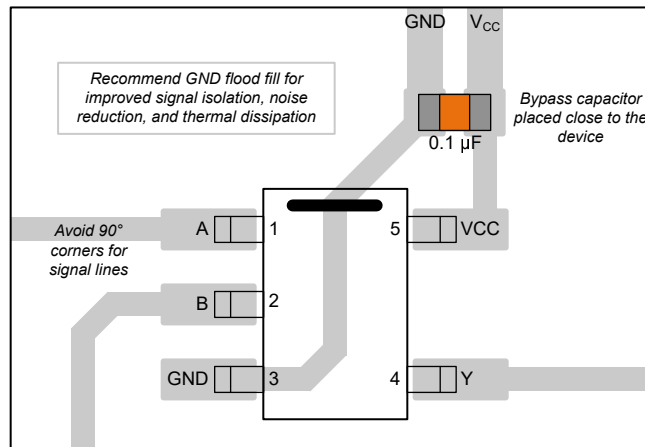 GND VCC
Recommend GND flood fill for
improved signal isolation, noise
reduction, and thermal dissipation
Bypass capacitor
placed close to the
device
0.1 µF
Avoid 90°
corners for
signal lines
A 1 5 VCC
B 2
GND 3 4 Y